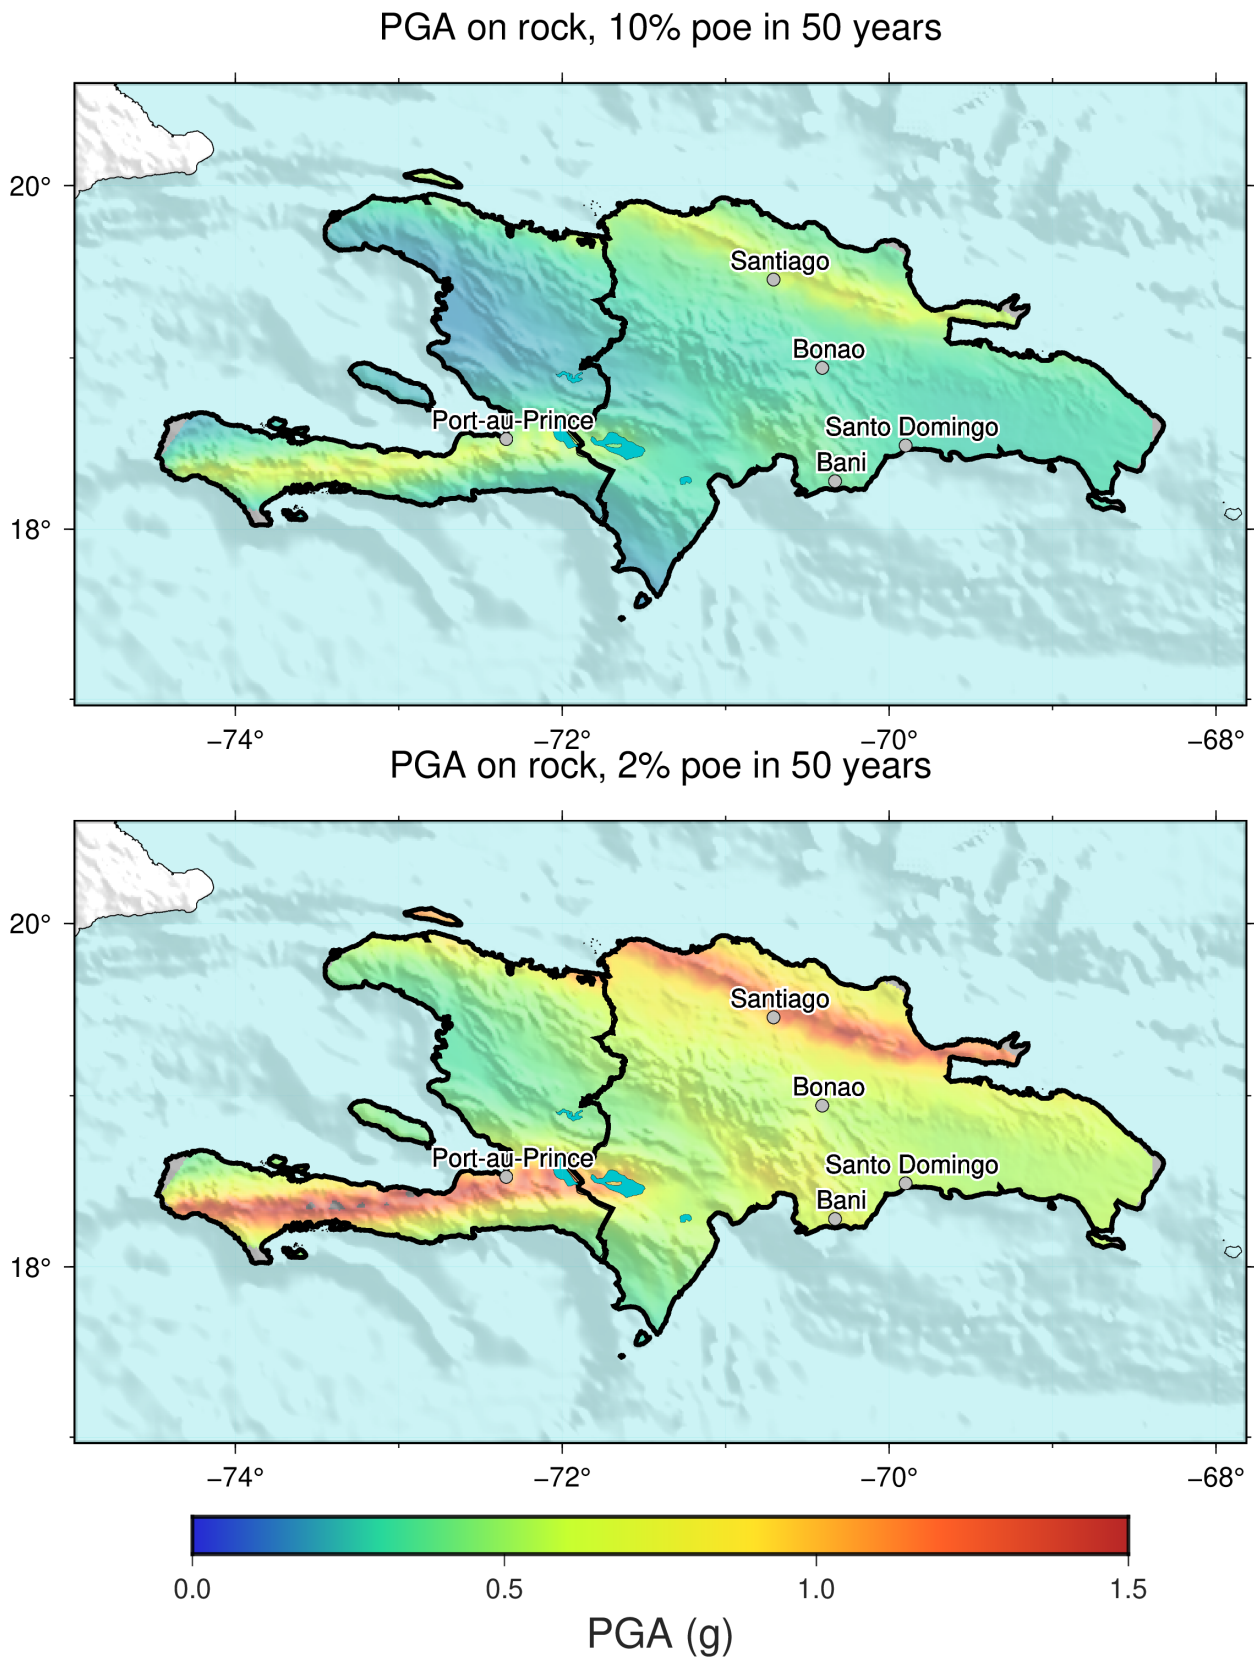 PGA on rock, 10% poe in 50 years
20°
Santiago
Bonao
Port-au-Prince
Santo Domingo
Bani
18°
−74°
−72°
−70°
−68°
PGA on rock, 2% poe in 50 years
20°
Santiago
Bonao
Port-au-Prince
Santo Domingo
Bani
18°
−74°
−72°
−70°
−68°
0.0
0.5
1.0
1.5
PGA (g)